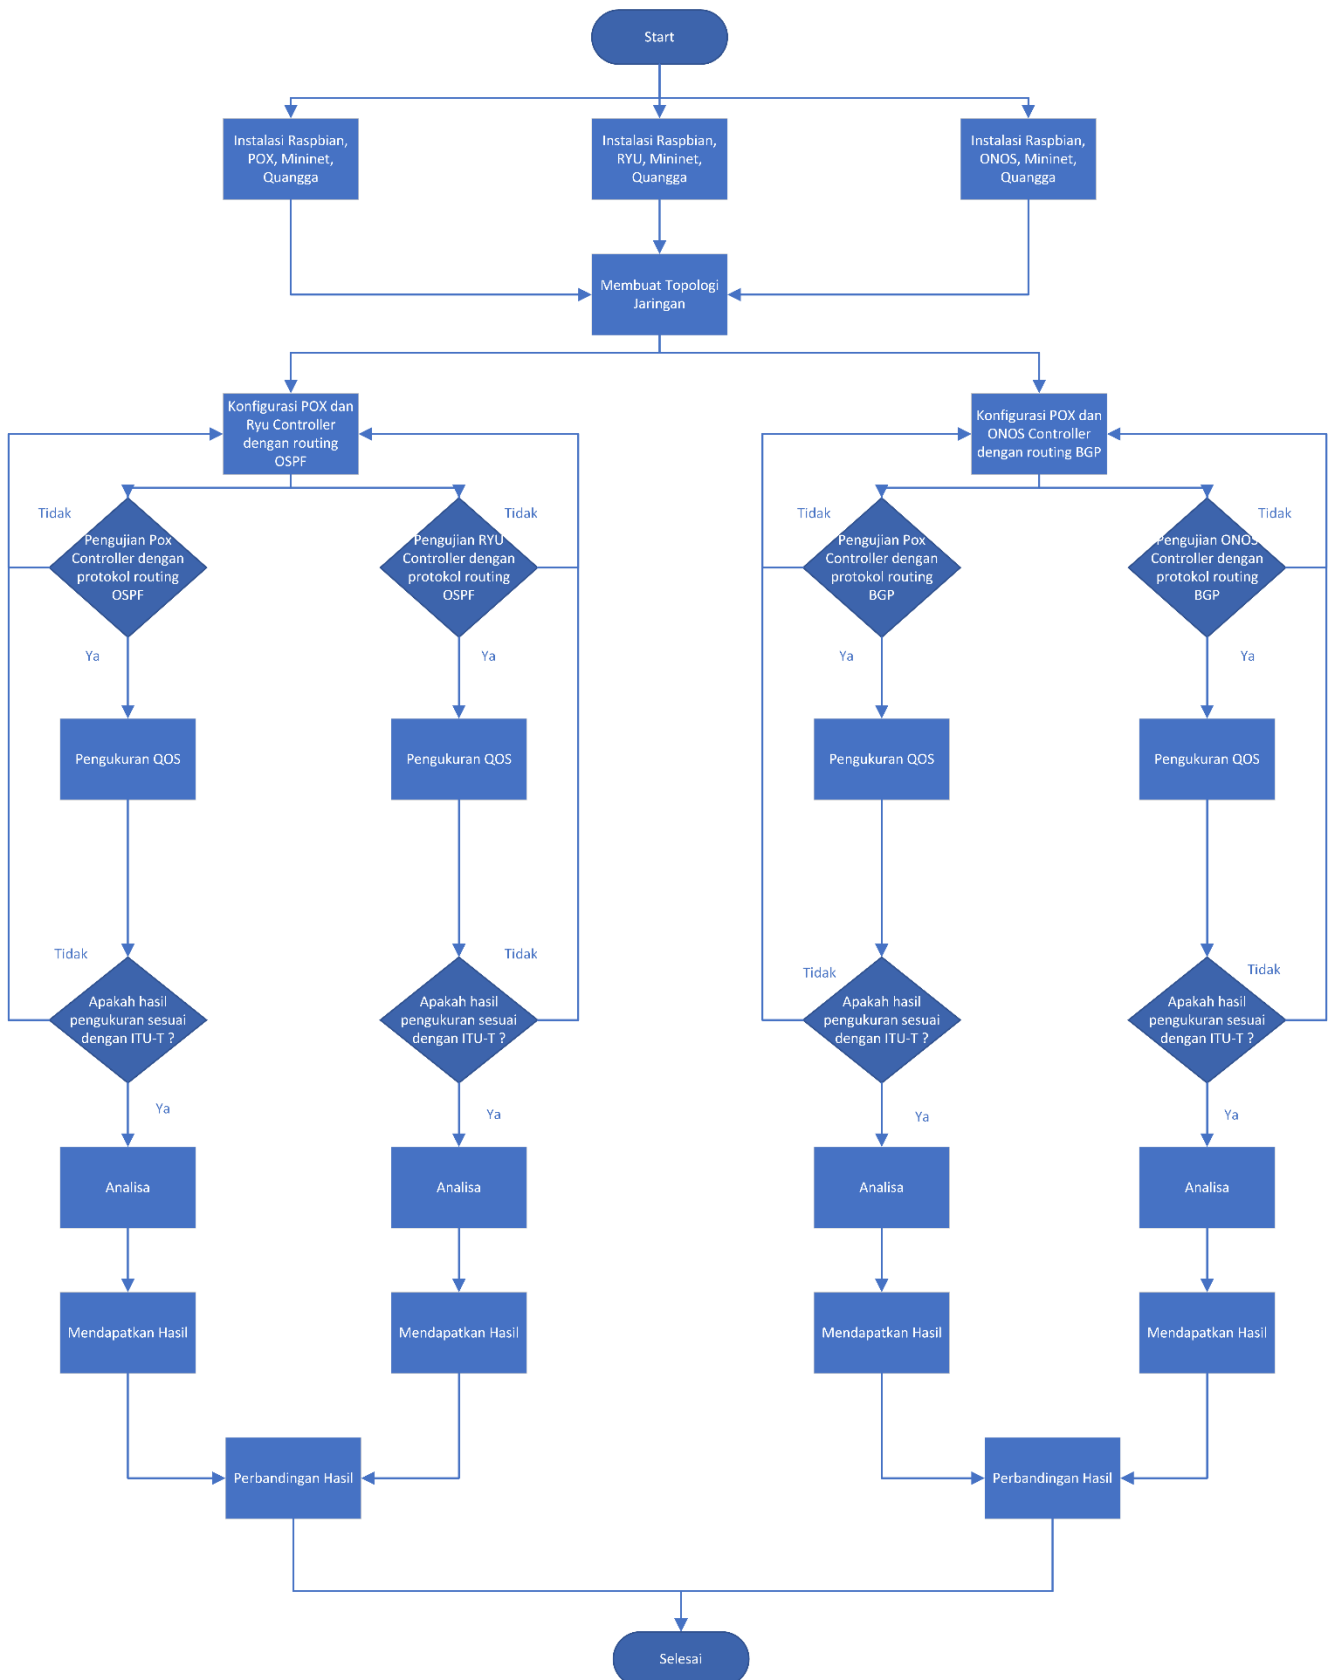 Start
Instalasi Raspbian,
POX, Mininet,
Quangga
Instalasi Raspbian,
RYU, Mininet,
Quangga
Instalasi Raspbian,
ONOS, Mininet,
Quangga
Membuat Topologi
Jaringan
Konfigurasi POX dan
Ryu Controller
dengan routing
OSPF
Konfigurasi POX dan
ONOS Controller
dengan routing BGP
Tidak
Pengujian Pox
Controller dengan
protokol routing
OSPF
Tidak
Pengujian RYU
Controller dengan
protokol routing
OSPF
Tidak
Pengujian Pox
Controller dengan
protokol routing
BGP
Tidak
Pengujian ONOS
Controller dengan
protokol routing
BGP
Ya
Ya
Ya
Ya
Pengukuran QOS
Pengukuran QOS
Pengukuran QOS
Pengukuran QOS
Tidak
Tidak
Tidak
Tidak
Apakah hasil
pengukuran sesuai
dengan ITU-T ?
Apakah hasil
pengukuran sesuai
dengan ITU-T ?
Apakah hasil
pengukuran sesuai
dengan ITU-T ?
Apakah hasil
pengukuran sesuai
dengan ITU-T ?
Ya
Ya
Ya
Ya
Analisa
Analisa
Analisa
Analisa
Mendapatkan Hasil
Mendapatkan Hasil
Mendapatkan Hasil
Mendapatkan Hasil
Perbandingan Hasil
Perbandingan Hasil
Selesai